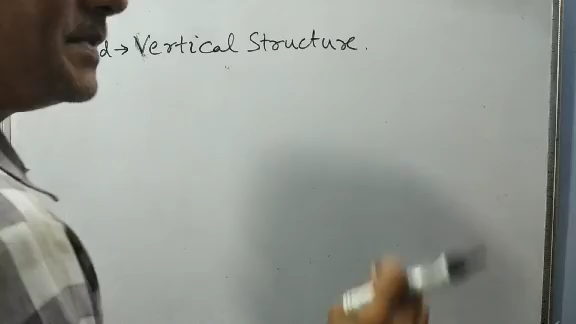 d → Vertical Structure.